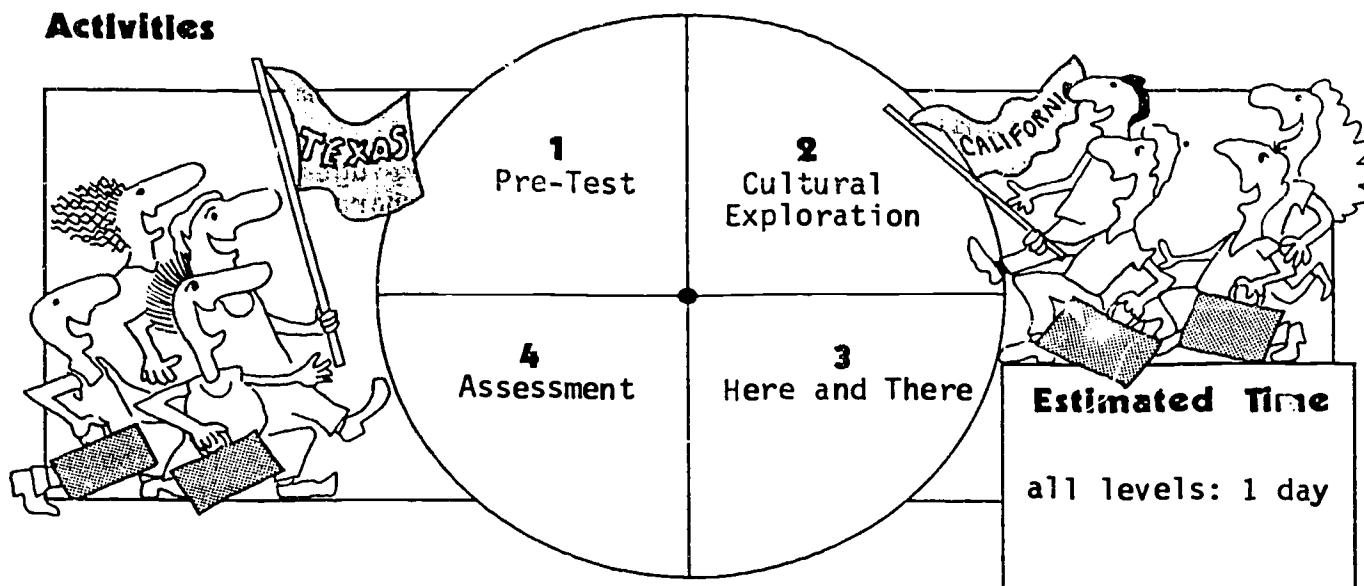 Activities
TEXAS
1
Pre-Test
2
Cultural
Exploration
CALIFORNIA
4
Assessment
3
Here and There
Estimated Time
all levels: 1 day